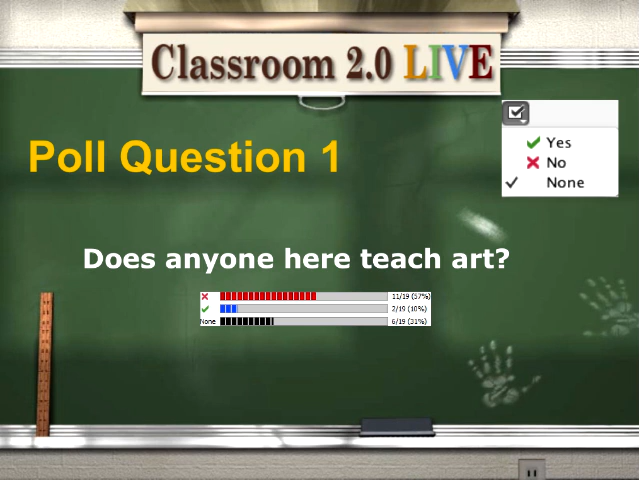 Classroom 2.0 LIVE
Poll Question 1
Yes
No
None
Does anyone here teach art?
11/19 (57%)
2/19 (10%)
None 6/19 (31%)